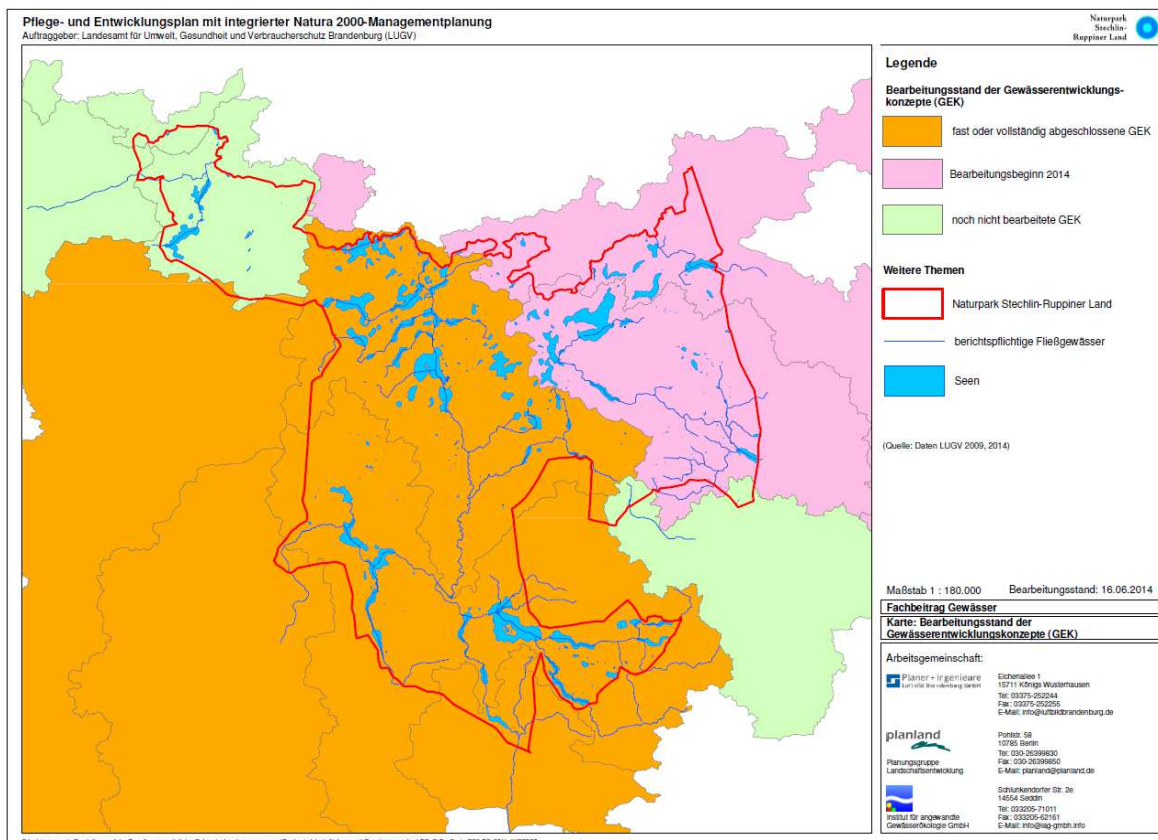 Pflege- und Entwicklungsplan mit integrierter Natura 2000-Managementplanung
Auftraggeber: Landesamt für Umwelt, Gesundheit und Verbraucherschutz Brandenburg (LUGV)
Naturpark
Stechlin-
Ruppiner Land
Legende
Bearbeitungsstand der Gewässerentwicklungs-
konzepte (GEK)
fast oder vollständig abgeschlossene GEK
Bearbeitungsbeginn 2014
noch nicht bearbeitete GEK
Weitere Themen
Naturpark Stechlin-Ruppiner Land
berichtspflichtige Fließgewässer
Seen
(Quelle: Daten LUGV 2009, 2014)
Maßstab 1 : 180.000 Bearbeitungsstand: 16.06.2014
Fachbeitrag Gewässer
Karte: Bearbeitungsstand der
Gewässerentwicklungskonzepte (GEK)
Arbeitsgemeinschaft:
Planer + Ingenieure
Luftbild Brandenburg GmbH
Eichenallee 1
15711 Königs Wusterhausen
Tel: 03375-252244
Fax: 03375-252255
E-Mail: info@luftbildbrandenburg.de
planland
Planungsgruppe
Landschaftsentwicklung
Pohlstr. 58
10785 Berlin
Tel: 030-26399830
Fax: 030-26399850
E-Mail: planland@planland.de
Institut für angewandte
Gewässerökologie GmbH
Schlunkendorfer Str. 2e
14554 Seddin
Tel: 033205-71011
Fax: 033205-62161
E-Mail: info@iag-gmbh.info